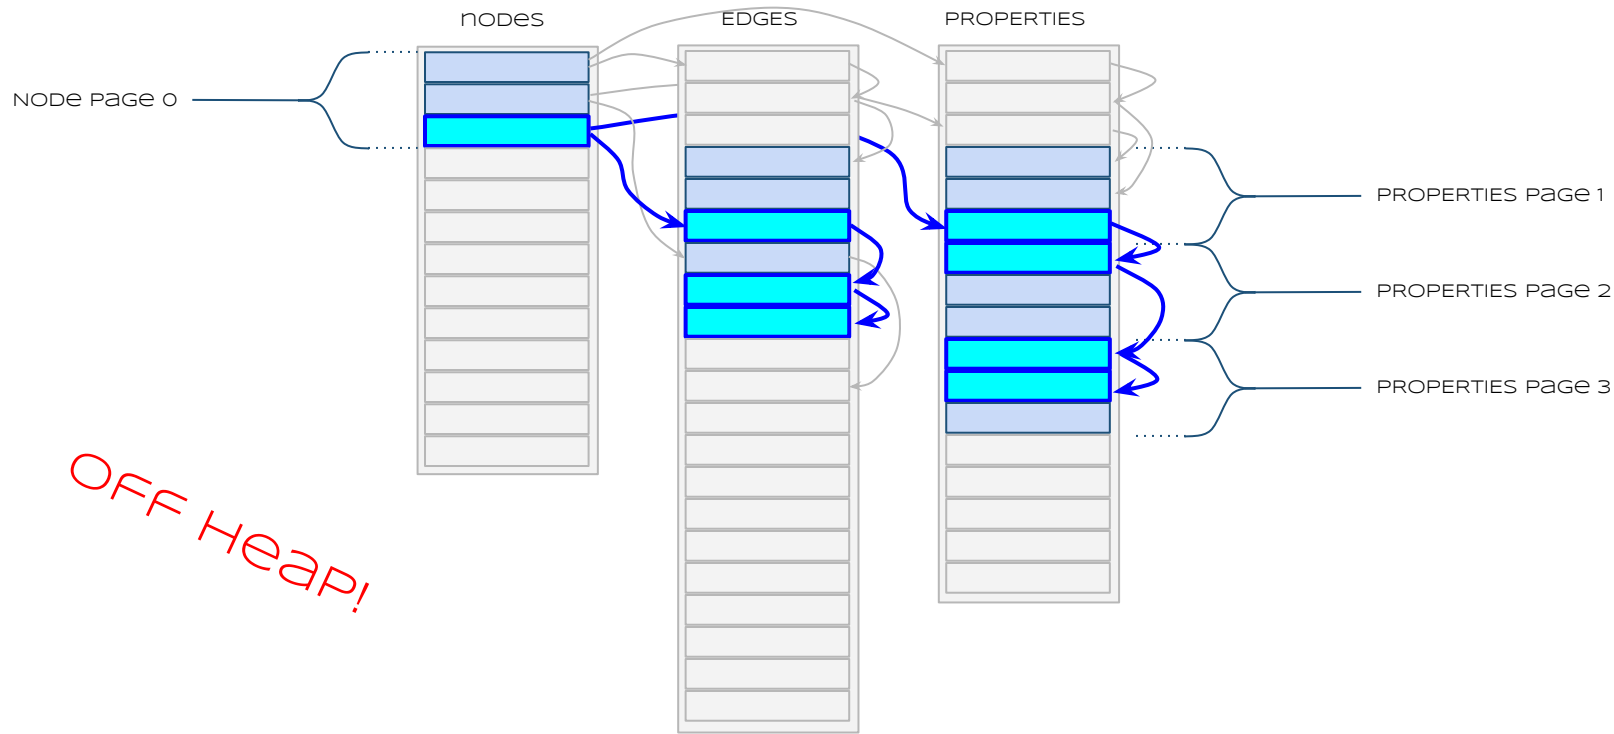 nodes
EDGES
PROPERTIES
Node Page 0
PROPERTIES Page 1
PROPERTIES Page 2
PROPERTIES Page 3
OFF Heap!